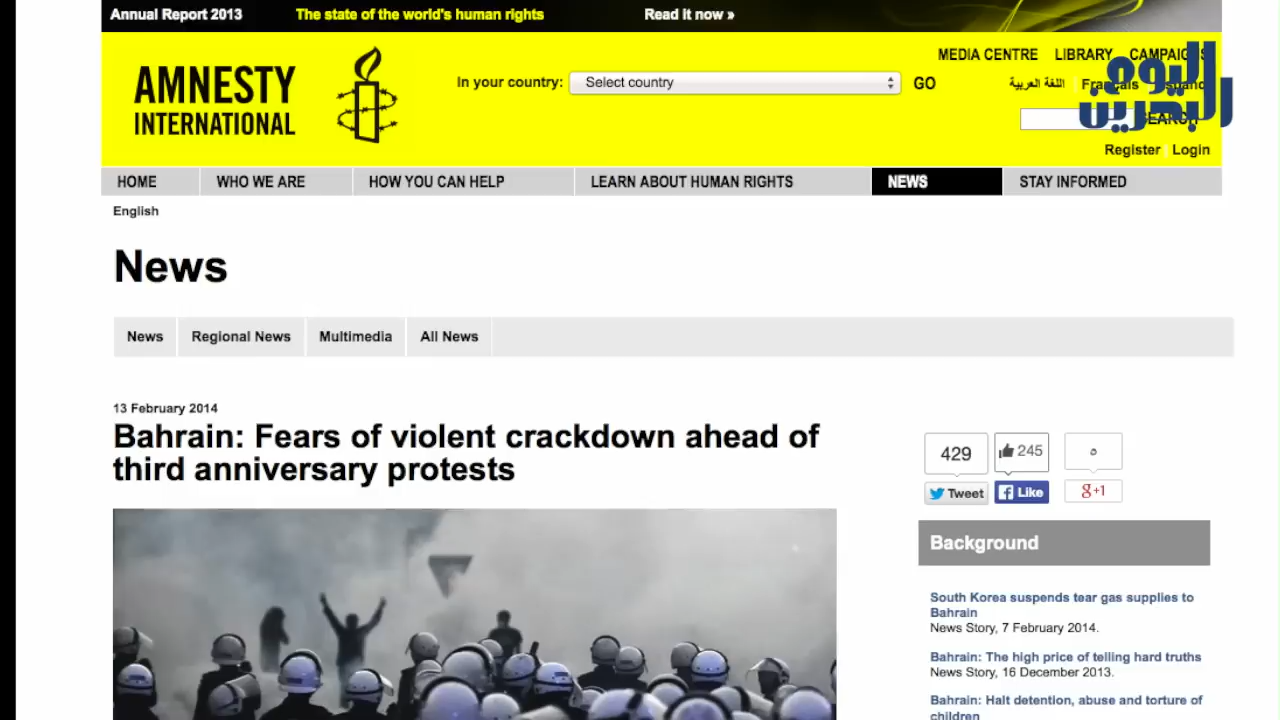 Annual Report 2013 The state of the world's human rights Read it now »
AMNESTY
INTERNATIONAL
In your country: Select country GO
MEDIA CENTRE LIBRARY
اللغة العربية
اليوم
البحرين
SEARCH
Register Login
HOME WHO WE ARE HOW YOU CAN HELP LEARN ABOUT HUMAN RIGHTS NEWS STAY INFORMED
English
News
News Regional News Multimedia All News
13 February 2014
Bahrain: Fears of violent crackdown ahead of
third anniversary protests
429 245 ٥
Tweet Like g+1
Background
South Korea suspends tear gas supplies to
Bahrain
News Story, 7 February 2014.
Bahrain: The high price of telling hard truths
News Story, 16 December 2013.
Bahrain: Halt detention, abuse and torture of
children